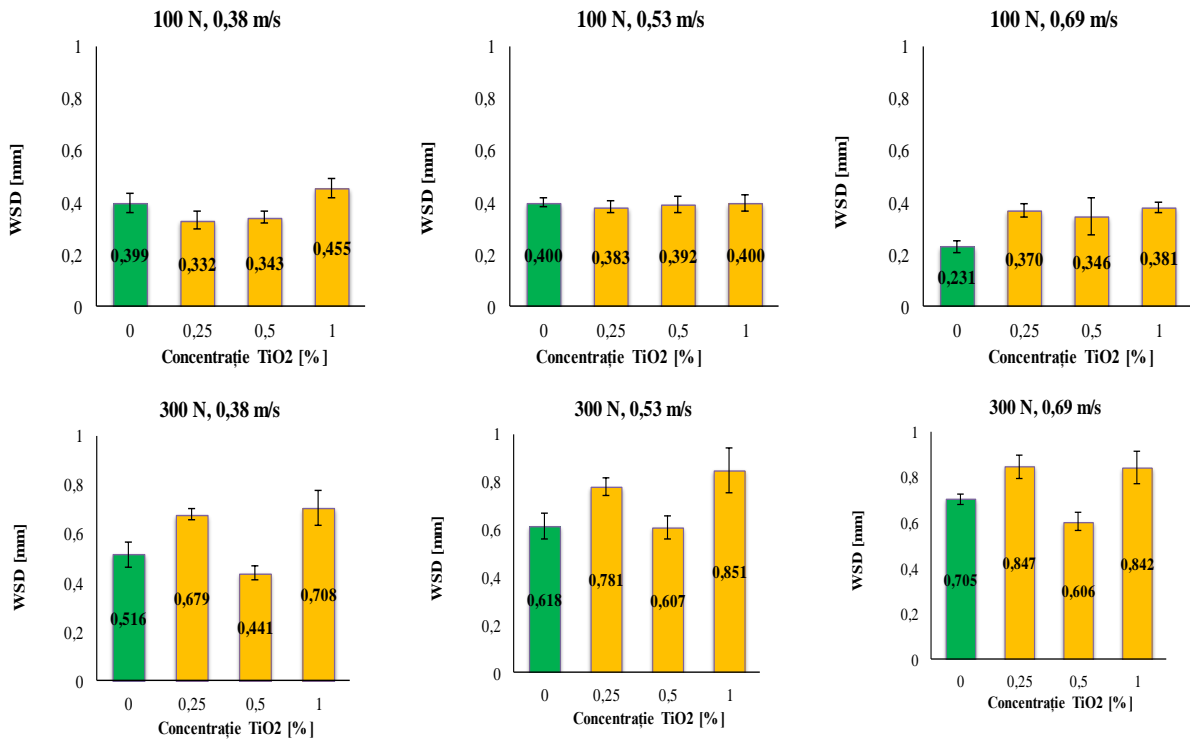 100 N, 0,38 m/s
1
0,8
0,6
0,4
0,2
0
WSD [mm]
0,399
0,332
0,343
0,455
0 0,25 0,5 1
Concentrație TiO2 [%]
100 N, 0,53 m/s
1
0,8
0,6
0,4
0,2
0
WSD [mm]
0,400
0,383
0,392
0,400
0 0,25 0,5 1
Concentrație TiO2 [%]
100 N, 0,69 m/s
1
0,8
0,6
0,4
0,2
0
WSD [mm]
0,231
0,370
0,346
0,381
0 0,25 0,5 1
Concentrație TiO2 [%]
300 N, 0,38 m/s
1
0,8
0,6
0,4
0,2
0
WSD [mm]
0,516
0,679
0,441
0,708
0 0,25 0,5 1
Concentrație TiO2 [%]
300 N, 0,53 m/s
1
0,8
0,6
0,4
0,2
0
WSD [mm]
0,618
0,781
0,607
0,851
0 0,25 0,5 1
Concentrație TiO2 [%]
300 N, 0,69 m/s
1
0,8
0,6
0,4
0,2
0
WSD [mm]
0,705
0,847
0,606
0,842
0 0,25 0,5 1
Concentrație TiO2 [%]